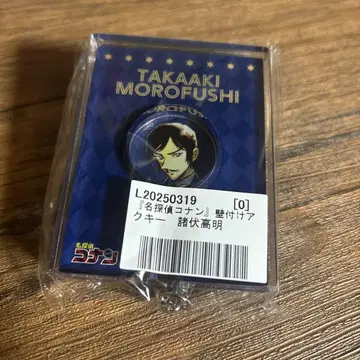 TAKAAKI
MOROFUSHI
MOROFUSHI
L20250319 [0]
『名探偵コナン』壁付けア
クキー 諸伏高明
名探偵
コナン